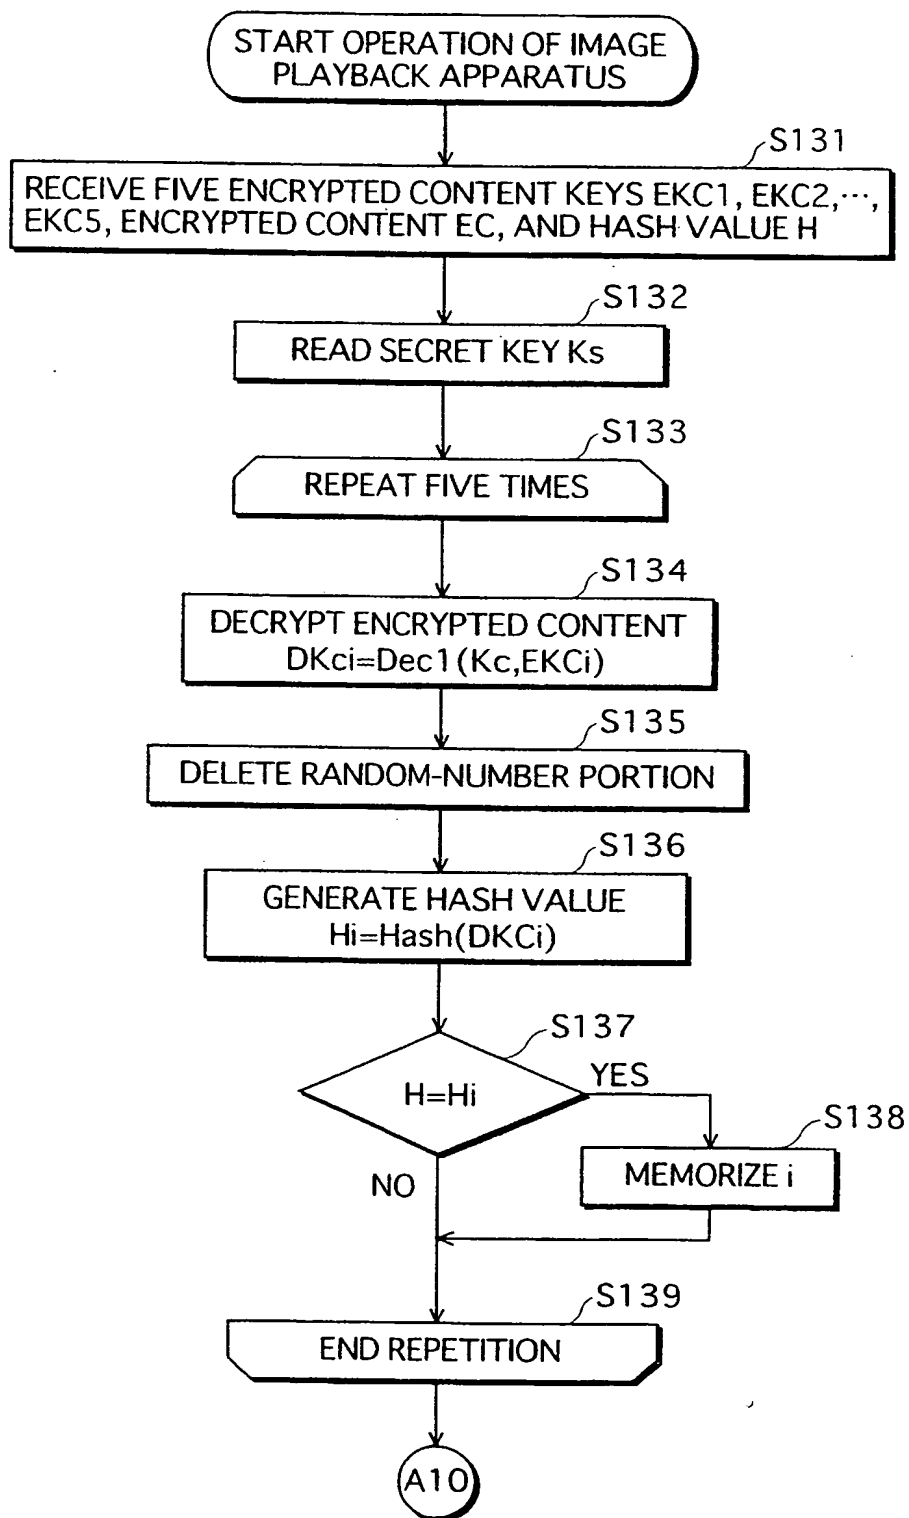 START OPERATION OF IMAGE
PLAYBACK APPARATUS
S131
RECEIVE FIVE ENCRYPTED CONTENT KEYS EKC1, EKC2,···,
EKC5, ENCRYPTED CONTENT EC, AND HASH VALUE H
S132
READ SECRET KEY Ks
S133
REPEAT FIVE TIMES
S134
DECRYPT ENCRYPTED CONTENT
DKci=Dec1(Kc,EKCi)
S135
DELETE RANDOM-NUMBER PORTION
S136
GENERATE HASH VALUE
Hi=Hash(DKCi)
S137
H=Hi
YES
S138
MEMORIZE i
NO
S139
END REPETITION
A10